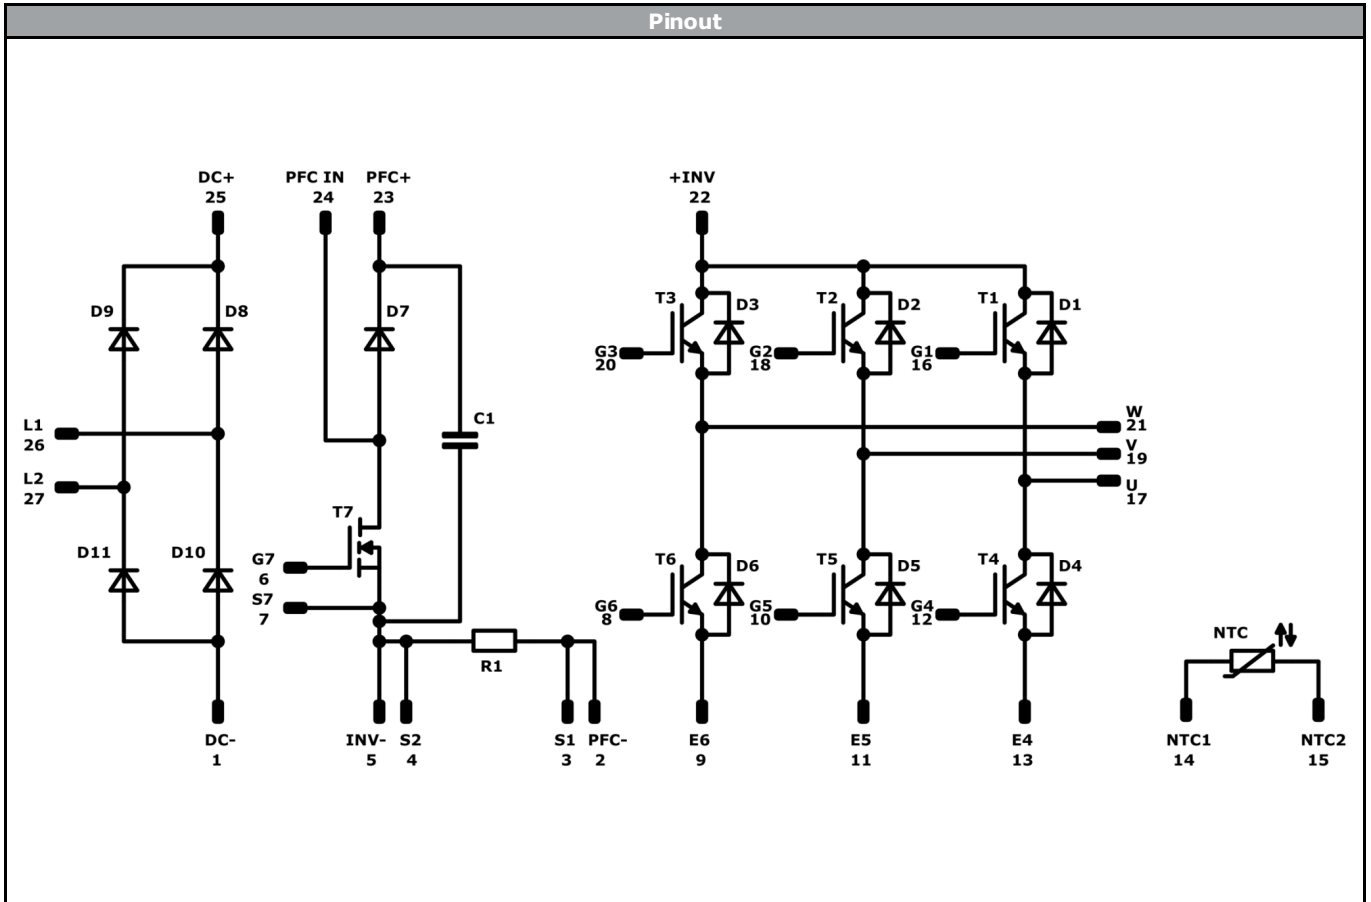 Pinout
DC+
25
PFC IN
24
PFC+
23
+INV
22
D9
D8
D7
T3
D3
T2
D2
T1
D1
G3
20
G2
18
G1
16
L1
26
C1
W
21
V
19
L2
27
U
17
T7
D11
D10
G7
6
S7
7
T6
D6
T5
D5
T4
D4
G6
8
G5
10
G4
12
R1
NTC
DC-
1
INV-
5
S2
4
S1
3
PFC-
2
E6
9
E5
11
E4
13
NTC1
14
NTC2
15